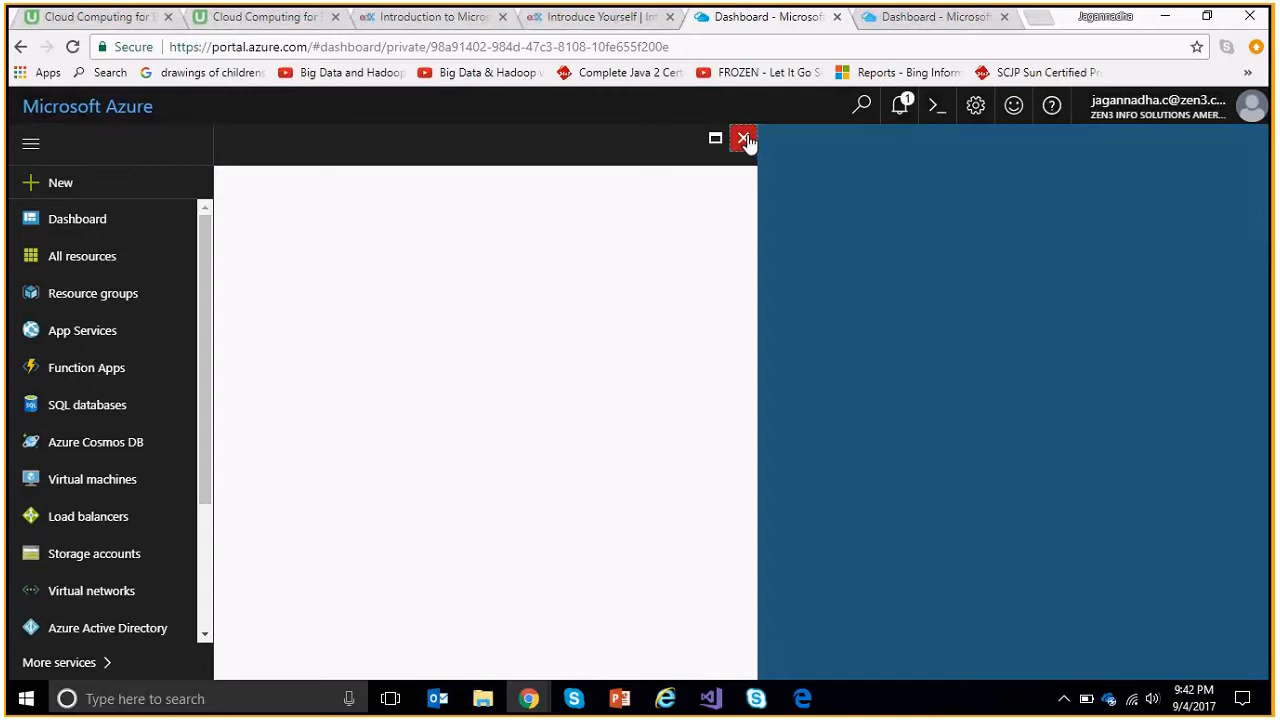 Cloud Computing for I
Cloud Computing for I
Introduction to Micro
Introduce Yourself | In
Dashboard - Microsof
Dashboard - Microsoft
Jagannadha
Secure
https://portal.azure.com/#dashboard/private/98a91402-984d-47c3-8108-10fe655f200e
Apps
Search
drawings of childrens
Big Data and Hadoop
Big Data & Hadoop
Complete Java 2 Cert
FROZEN - Let It Go S
Reports - Bing Inform
SCJP Sun Certified Pr
Microsoft Azure
1
jagannadha.c@zen3.c...
ZEN3 INFO SOLUTIONS AMER...
New
Dashboard
All resources
Resource groups
App Services
Function Apps
SQL databases
Azure Cosmos DB
Virtual machines
Load balancers
Storage accounts
Virtual networks
Azure Active Directory
More services
Type here to search
9:42 PM
9/4/2017